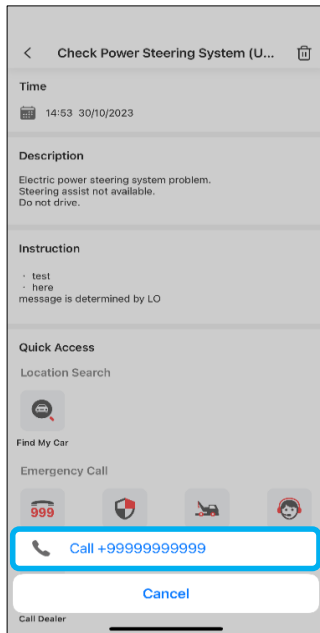 Check Power Steering System (U...
Time
14:53 30/10/2023
Description
Electric power steering system problem.
Steering assist not available.
Do not drive.
Instruction
· test
· here
message is determined by LO
Quick Access
Location Search
Find My Car
Emergency Call
999
Call +99999999999
Cancel
Call Dealer